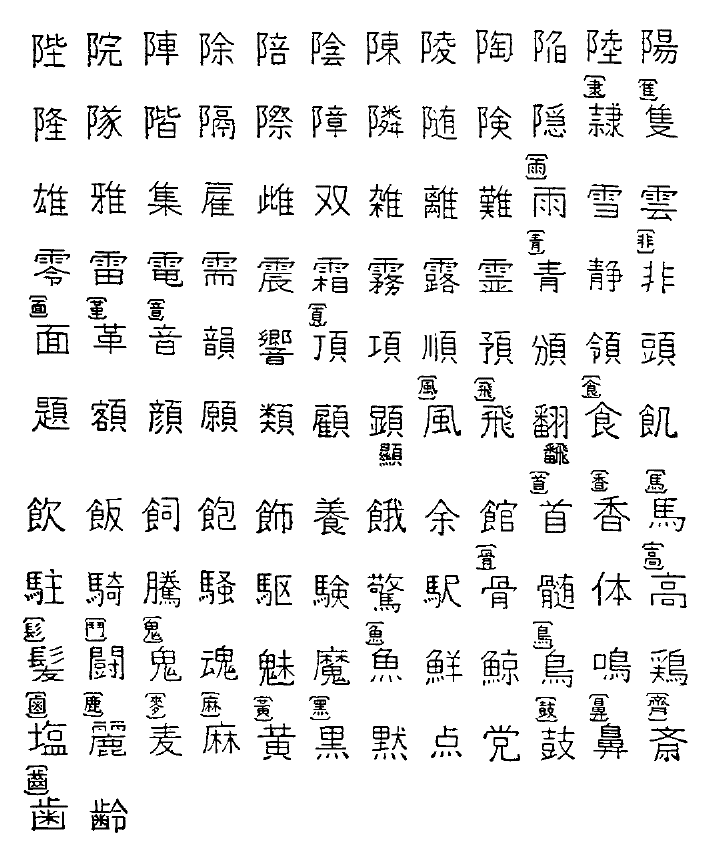 陛 院 陣 除 陪 陰 陳 陵 陶 陥 陸 陽
隶 隹
隆 隊 階 隔 際 障 隣 随 険 隠 隷 隻
雨
雄 雅 集 雇 雌 双 雑 離 難 雨 雪 雲
青 非
零 雷 電 需 震 霜 霧 露 霊 青 静 非
面 革 音 頁
面 革 音 韻 響 頂 項 順 預 頒 領 頭
風 飛 食
題 額 顔 願 類 顧 顕 風 飛 翻 食 飢
顯 飜
首 香 馬
飲 飯 飼 飽 飾 養 餓 余 館 首 香 馬
骨 高
駐 騎 騰 騒 駆 験 驚 駅 骨 髄 体 高
髟 鬥 鬼 魚 鳥
髪 闘 鬼 魂 魅 魔 魚 鮮 鯨 鳥 鳴 鶏
鹵 鹿 麥 麻 黃 黒 鼓 鼻 齊
塩 麗 麦 麻 黄 黒 黙 点 党 鼓 鼻 斎
齒
歯 齢